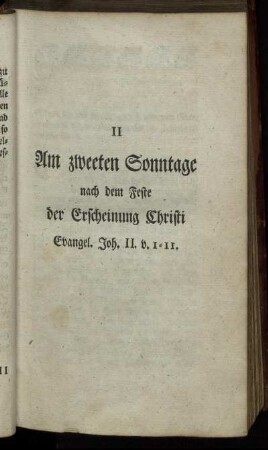 II
Am zweeten Sonntage
nach dem Feste
der Erscheinung Christi
Evangel. Joh. II. v. 1-11.